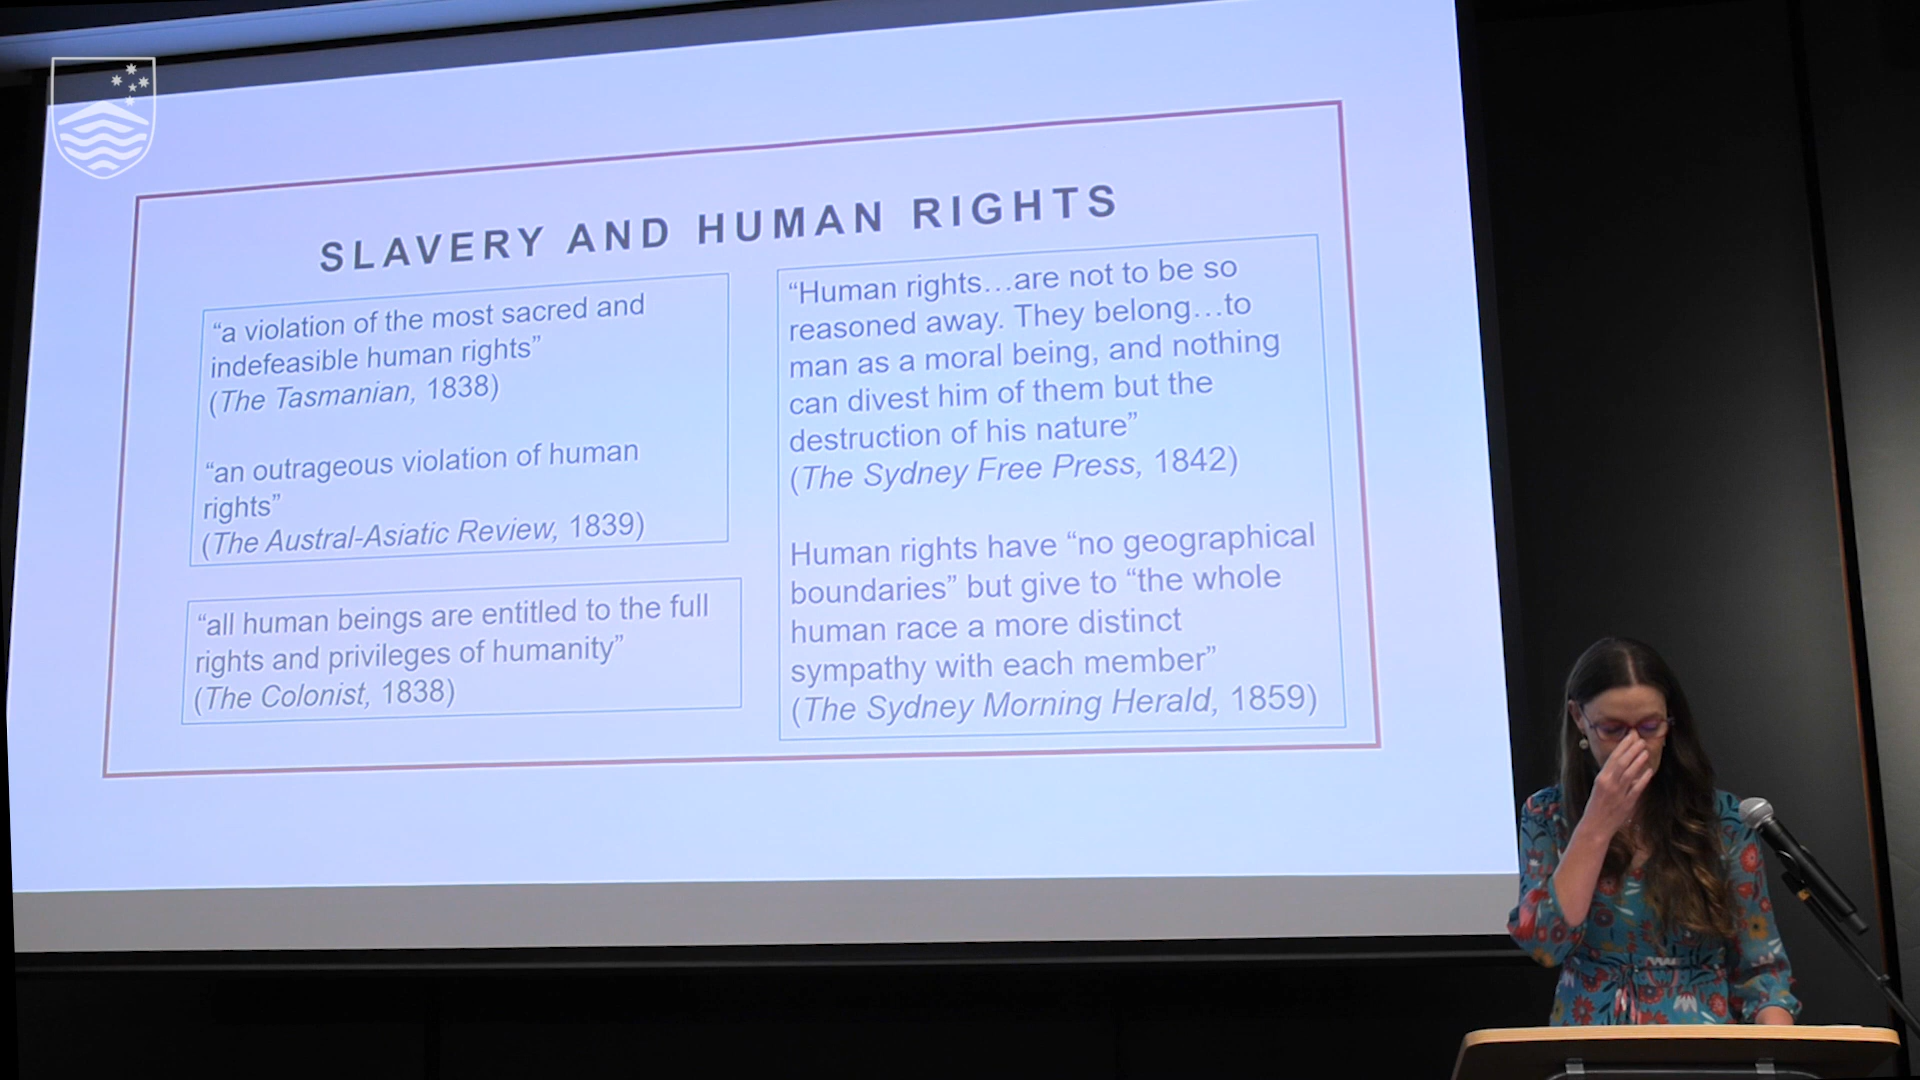 SLAVERY AND HUMAN RIGHTS
“a violation of the most sacred and
indefeasible human rights”
(The Tasmanian, 1838)
“an outrageous violation of human
rights”
(The Austral-Asiatic Review, 1839)
“all human beings are entitled to the full
rights and privileges of humanity”
(The Colonist, 1838)
“Human rights…are not to be so
reasoned away. They belong…to
man as a moral being, and nothing
can divest him of them but the
destruction of his nature”
(The Sydney Free Press, 1842)
Human rights have “no geographical
boundaries” but give to “the whole
human race a more distinct
sympathy with each member”
(The Sydney Morning Herald, 1859)